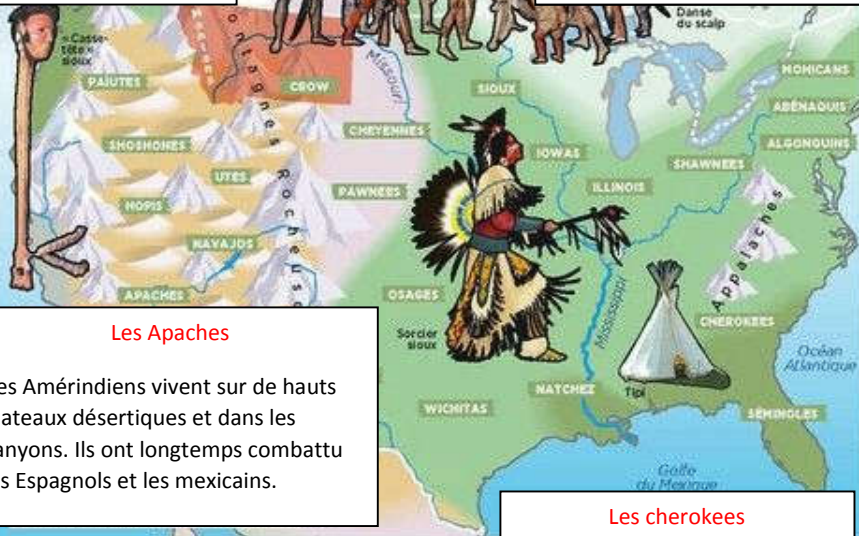 Danse
du scalp
«Casse-
tête»
sioux
MOHICANS
PAIUTES
CROW
Missouri
SIOUX
ABÉNAQUIS
Montagnes Rocheuses
CHEYENNES
ALGONQUINS
SHOSHONES
IOWAS
SHAWNEES
UTES
PAWNEES
ILLINOIS
HOPIS
Appalaches
NAVAJOS
APACHES
OSAGES
Mississippi
CHEROKEES
Sorcier
sioux
Océan
Atlantique
Tipi
NATCHEZ
WICHITAS
SÉMINOLES
Golfe
du Mexique
Les Apaches
es Amérindiens vivent sur de hauts
ateaux désertiques et dans les
anyons. Ils ont longtemps combattu
s Espagnols et les mexicains.
Les cherokees